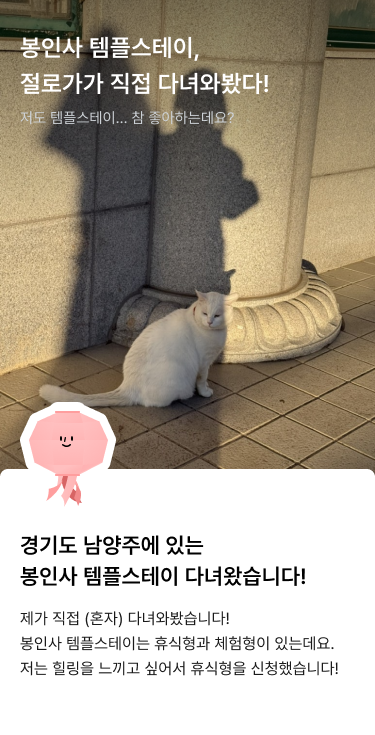 봉인사 템플스테이,
절로가가 직접 다녀와봤다!
저도 템플스테이... 참 좋아하는데요?
경기도 남양주에 있는
봉인사 템플스테이 다녀왔습니다!
제가 직접 (혼자) 다녀와봤습니다!
봉인사 템플스테이는 휴식형과 체험형이 있는데요.
저는 힐링을 느끼고 싶어서 휴식형을 신청했습니다!